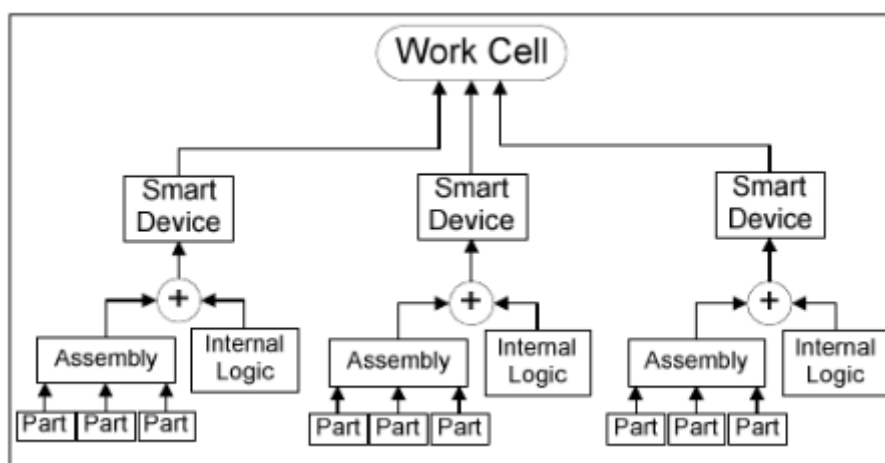 Work Cell
Smart
Device
Smart
Device
Smart
Device
+
+
+
Assembly
Internal
Logic
Assembly
Internal
Logic
Assembly
Internal
Logic
Part Part Part
Part Part Part
Part Part Part